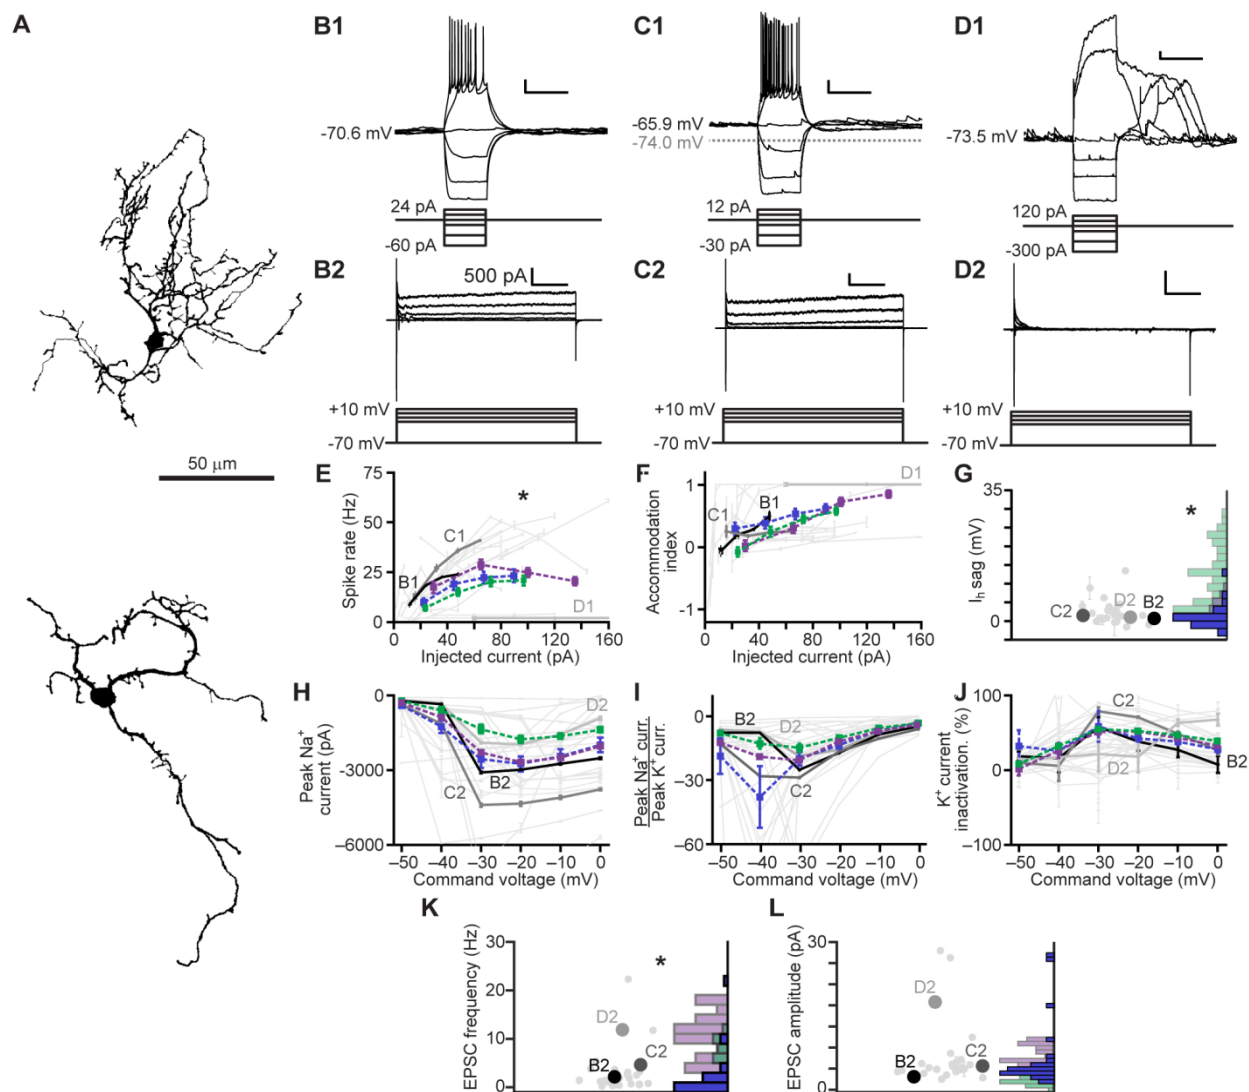 A
B1
C1
D1
-70.6 mV
-65.9 mV
-74.0 mV
-73.5 mV
24 pA
-60 pA
12 pA
-30 pA
120 pA
-300 pA
B2
C2
D2
500 pA
+10 mV
-70 mV
+10 mV
-70 mV
+10 mV
-70 mV
50 µm
E
Spike rate (Hz)
75
50
25
0
*
C1
B1
D1
0 40 80 120 160
Injected current (pA)
F
Accommodation
index
1
0
-1
D1
C1
B1
0 40 80 120 160
Injected current (pA)
G
Ih sag (mV)
35
0
*
C2
D2
B2
H
Peak Na+
current (pA)
0
−3000
−6000
C2
B2
D2
−50 −40 −30 −20 −10 0
Command voltage (mV)
I
Peak Na+ curr.
Peak K+ curr.
0
−30
−60
B2
D2
C2
−50 −40 −30 −20 −10 0
Command voltage (mV)
J
K+ current
inactivation. (%)
100
0
−100
C2
D2
B2
−50 −40 −30 −20 −10 0
Command voltage (mV)
K
EPSC frequency (Hz)
30
20
10
0
*
D2
B2
C2
L
EPSC amplitude (pA)
30
0
D2
B2
C2